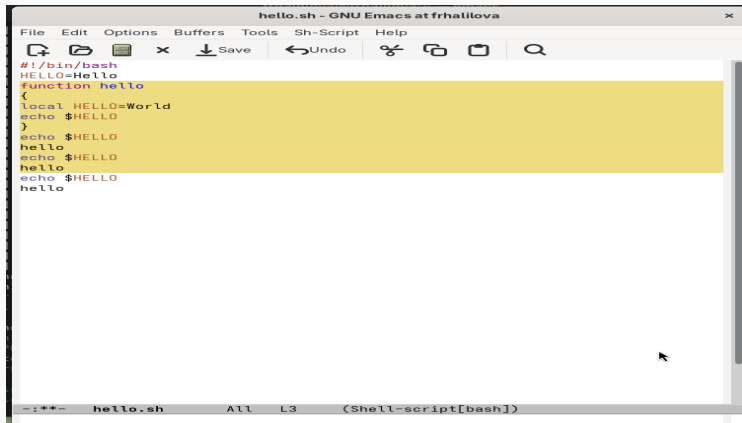 hello.sh - GNU Emacs at frhalilova
File Edit Options Buffers Tools Sh-Script Help
Save Undo
#!/bin/bash
HELLO=Hello
function hello
{
local HELLO=World
echo $HELLO
}
echo $HELLO
hello
echo $HELLO
hello
echo $HELLO
hello
-:**- hello.sh All L3 (Shell-script[bash])